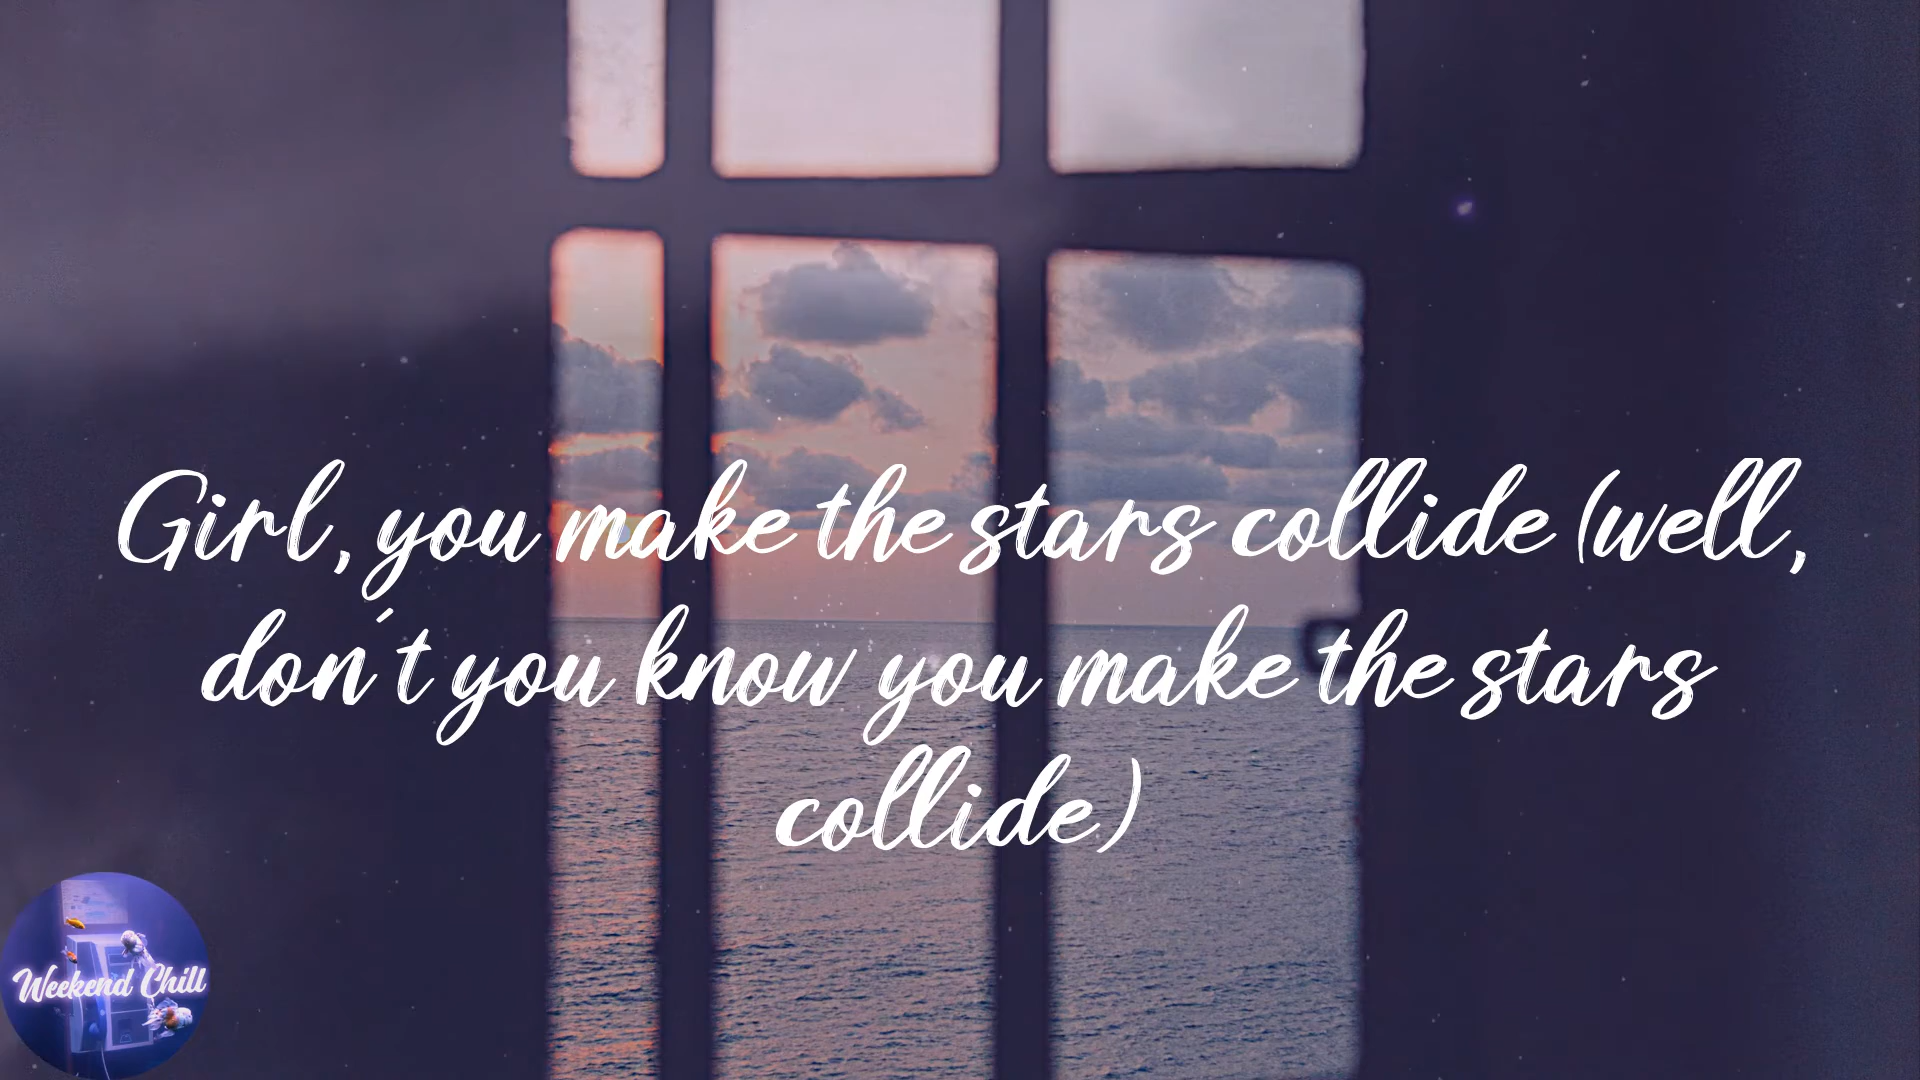 Girl, you make the stars collide (well,
don't you know you make the stars
collide)
Weekend Chill